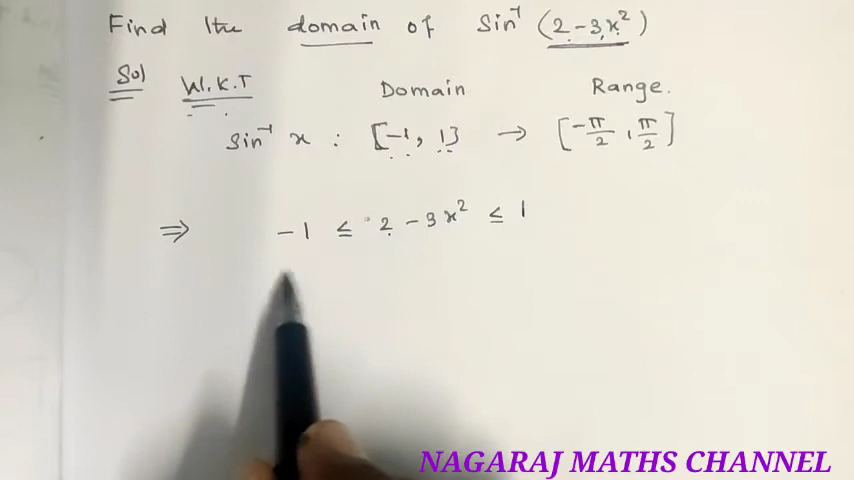 Find the domain of Sin⁻¹ (2-3x²)
Sol W.K.T Domain Range.
Sin⁻¹ x : [-1, 1] → [-π/2, π/2]
⇒ -1 ≤ 2-3x² ≤ 1
NAGARAJ MATHS CHANNEL